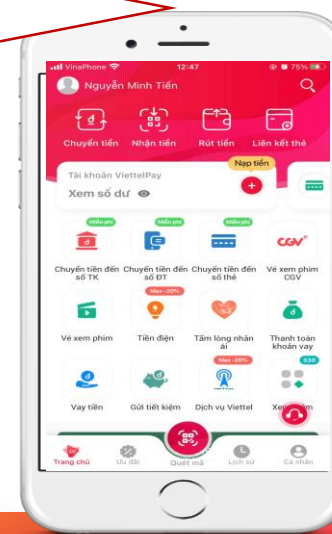 VinaPhone 12:47 75%
Nguyễn Minh Tiến
Chuyển tiền Nhận tiền Rút tiền Liên kết thẻ
Nạp tiền
Tài khoản ViettelPay
Xem số dư
Miễn phí Miễn phí Miễn phí
CGV
Chuyển tiền đến số TK
Chuyển tiền đến số ĐT
Chuyển tiền đến số thẻ
Vé xem phim CGV
Max -20%
Vé xem phim
Tiền điện
Tấm lòng nhân ái
Thanh toán khoản vay
Max -20%
Vay tiền
Gửi tiết kiệm
Dịch vụ Viettel
Trang chủ Ưu đãi Quét mã Lịch sử Cá nhân